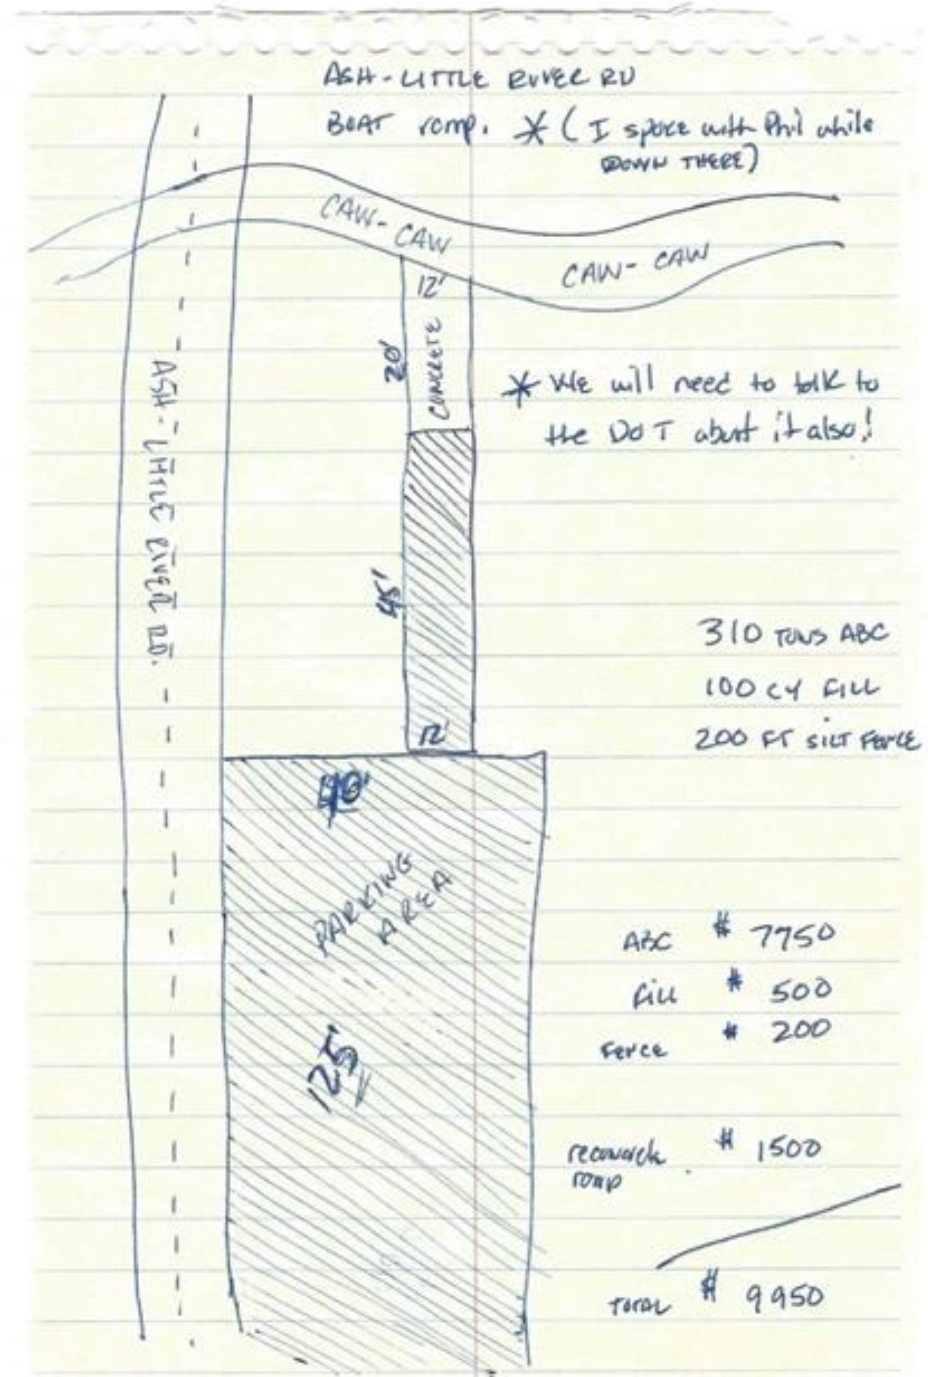 ASH-LITTLE RIVER RD
BOAT ramp. * (I spoke with Phil while
DOWN THERE)
CAW-CAW
CAW-CAW
12'
20'
CONCRETE
ASH-LITTLE RIVER RD.
* We will need to talk to
the DOT about it also!
45'
12'
310 TONS ABC
100 CY FILL
200 FT SILT FENCE
40'
PARKING
AREA
125'
ABC $ 7750
Fill $ 500
Fence $ 200
ramp $ 1500
TOTAL $ 9950